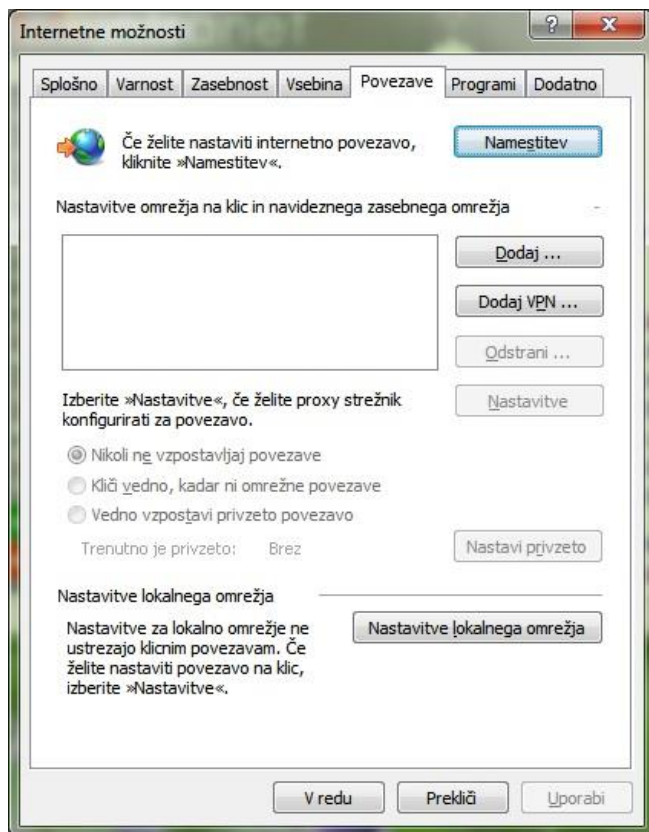 Internetne možnosti
Splošno Varnost Zasebnost Vsebina Povezave Programi Dodatno
Če želite nastaviti internetno povezavo,
kliknite »Namestitev«.
Namestitev
Nastavitve omrežja na klic in navideznega zasebnega omrežja
Dodaj ...
Dodaj VPN ...
Odstrani ...
Izberite »Nastavitve«, če želite proxy strežnik
konfigurirati za povezavo.
Nastavitve
Nikoli ne vzpostavljaj povezave
Kliči vedno, kadar ni omrežne povezave
Vedno vzpostavi privzeto povezavo
Trenutno je privzeto: Brez
Nastavi privzeto
Nastavitve lokalnega omrežja
Nastavitve za lokalno omrežje ne
ustrezajo klicnim povezavam. Če
želite nastaviti povezavo na klic,
izberite »Nastavitve«.
Nastavitve lokalnega omrežja
V redu Prekliči Uporabi